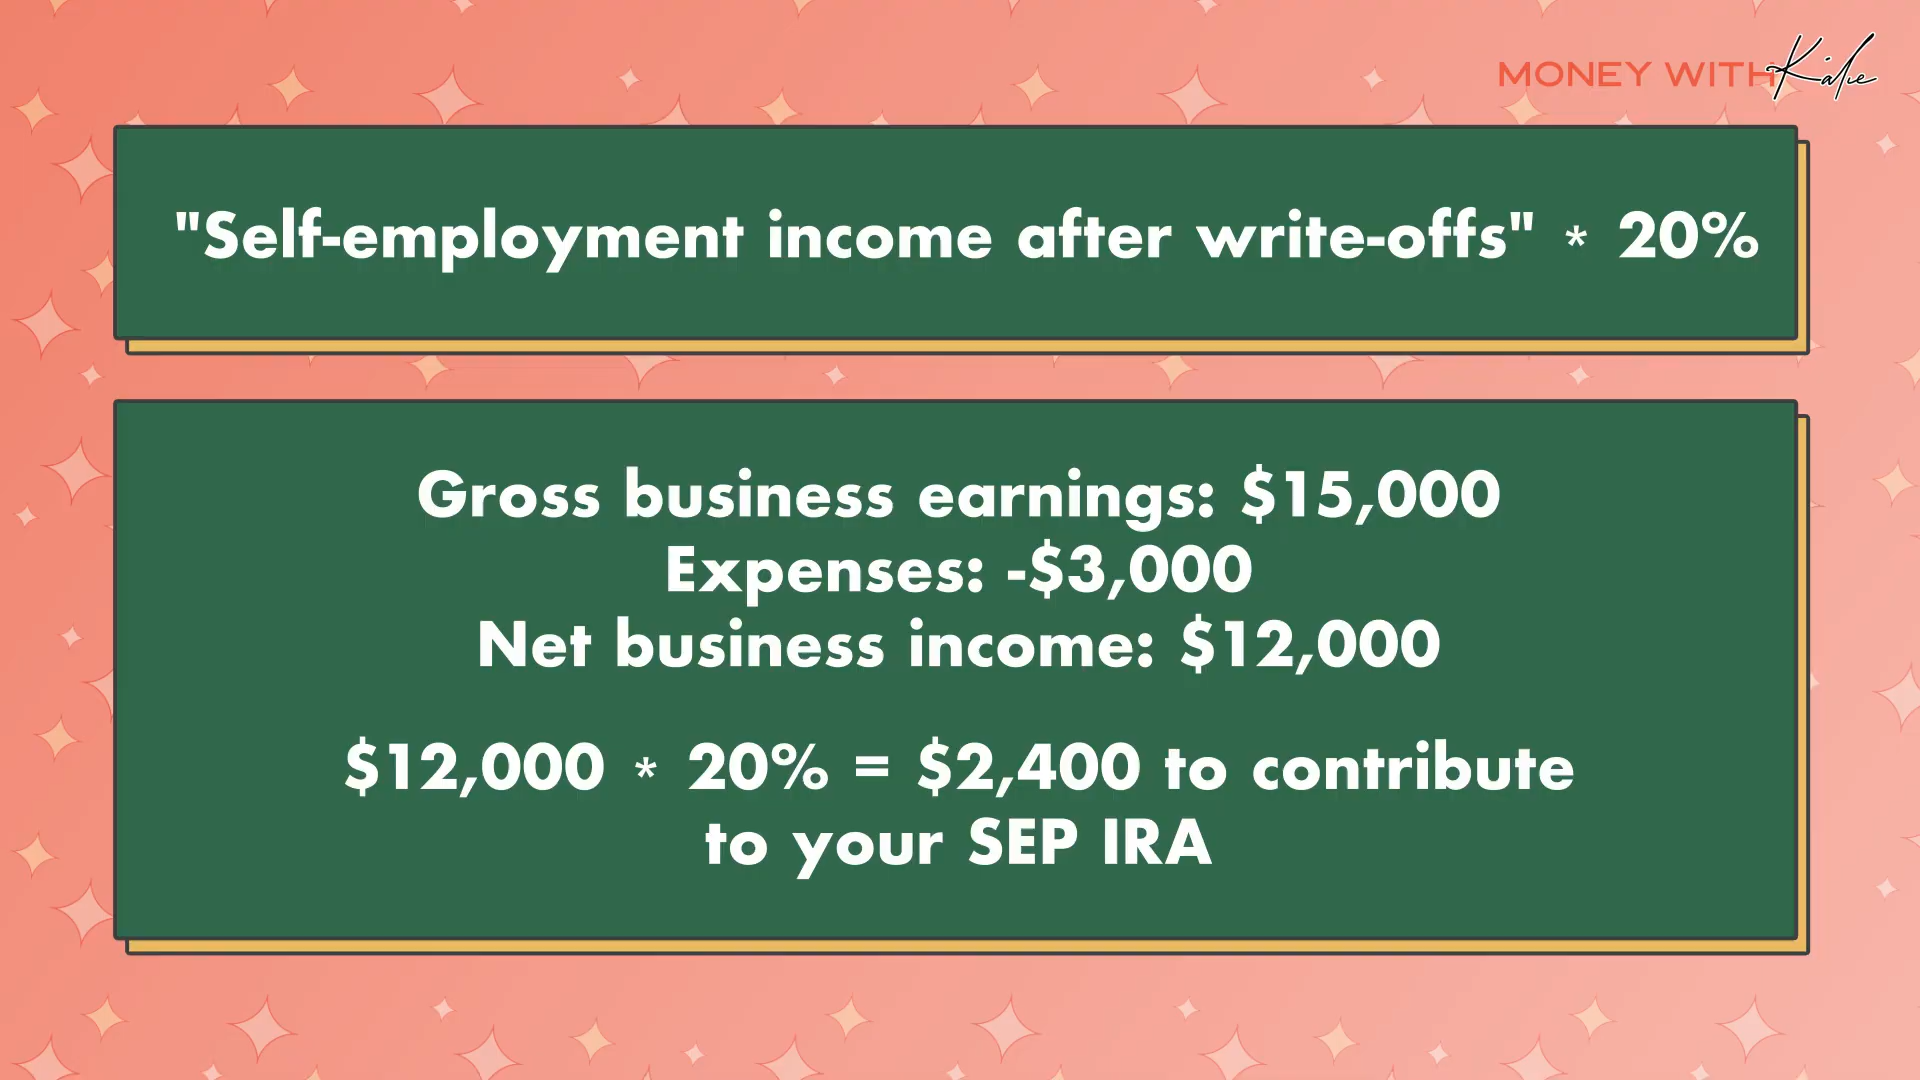 MONEY WITH Katie
"Self-employment income after write-offs" * 20%
Gross business earnings: $15,000
Expenses: -$3,000
Net business income: $12,000
$12,000 * 20% = $2,400 to contribute
to your SEP IRA